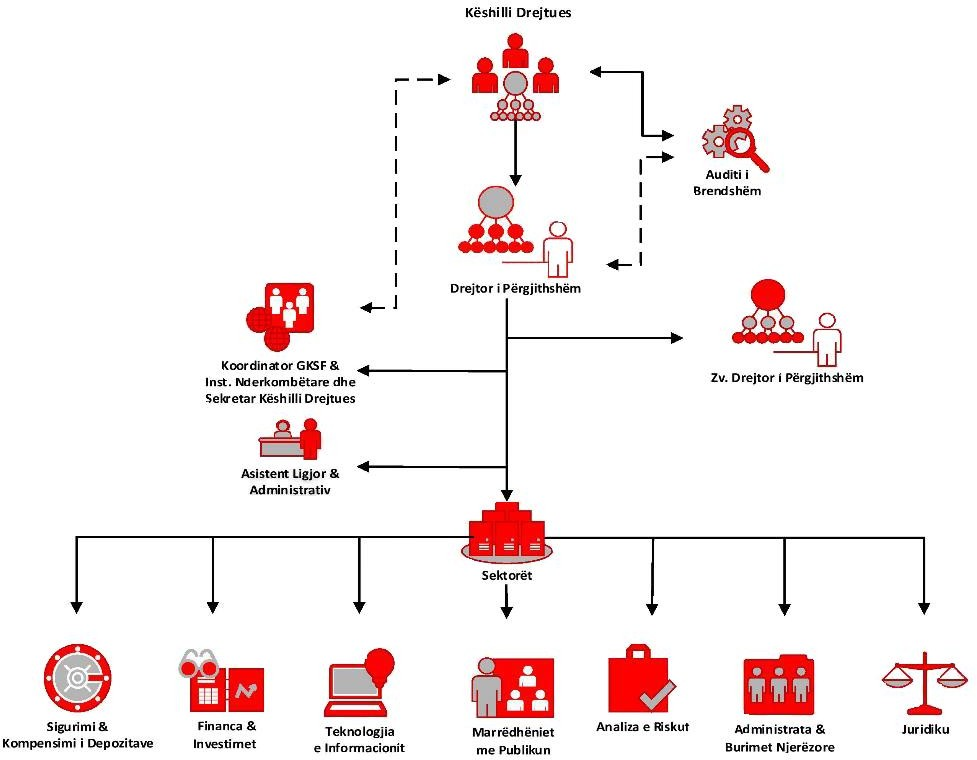 Këshilli Drejtues
Auditi i
Brendshëm
Drejtor i Përgjithshëm
Koordinator GKSF &
Inst. Nderkombëtare dhe
Sekretar Këshilli Drejtues
Zv. Drejtor i Përgjithshëm
Asistent Ligjor &
Administrativ
Sektorët
Sigurimi &
Kompensimi i Depozitave
Financa &
Investimet
Teknologjia
e Informacionit
Marrëdhëniet
me Publikun
Analiza e Riskut
Administrata &
Burimet Njerëzore
Juridiku